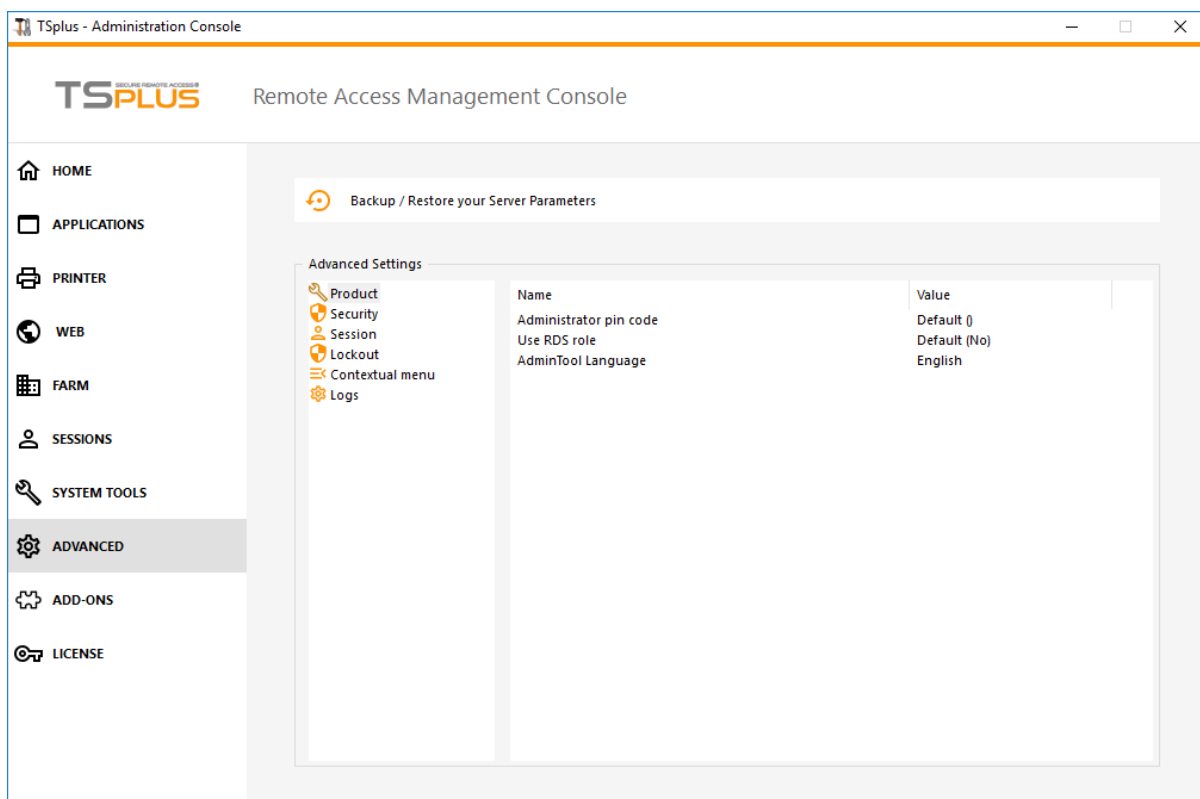 TSplus - Administration Console
SECURE REMOTE ACCESS
TSPLUS
Remote Access Management Console
HOME
APPLICATIONS
PRINTER
WEB
FARM
SESSIONS
SYSTEM TOOLS
ADVANCED
ADD-ONS
LICENSE
Backup / Restore your Server Parameters
Advanced Settings
Product
Security
Session
Lockout
Contextual menu
Logs
Name Value
Administrator pin code Default ()
Use RDS role Default (No)
AdminTool Language English